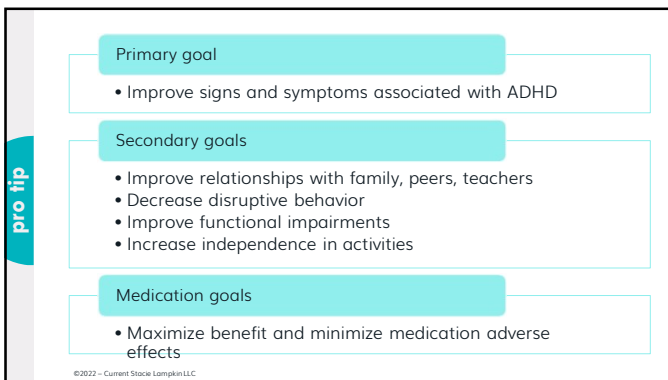 Primary goal
• Improve signs and symptoms associated with ADHD
pro tip
Secondary goals
• Improve relationships with family, peers, teachers
• Decrease disruptive behavior
• Improve functional impairments
• Increase independence in activities
Medication goals
• Maximize benefit and minimize medication adverse
effects
©2022 – Current Stacie Lampkin LLC